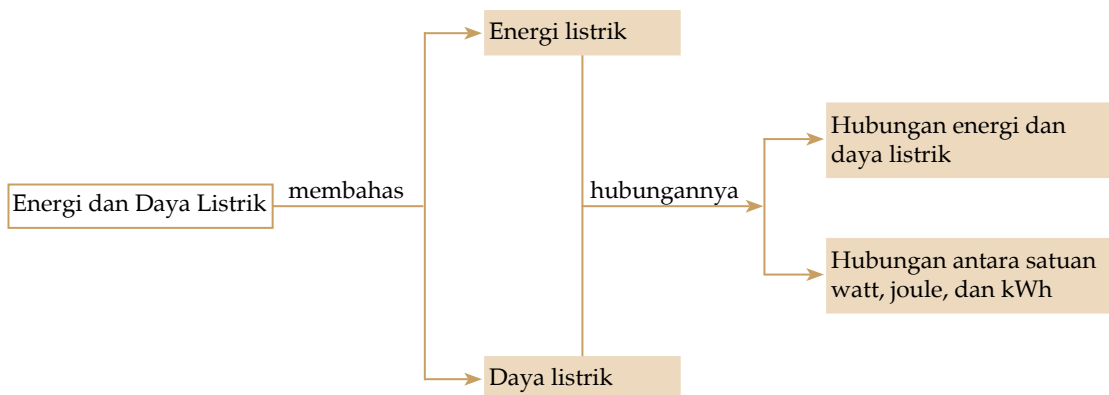 Energi dan Daya Listrik
membahas
Energi listrik
Daya listrik
hubungannya
Hubungan energi dan
daya listrik
Hubungan antara satuan
watt, joule, dan kWh